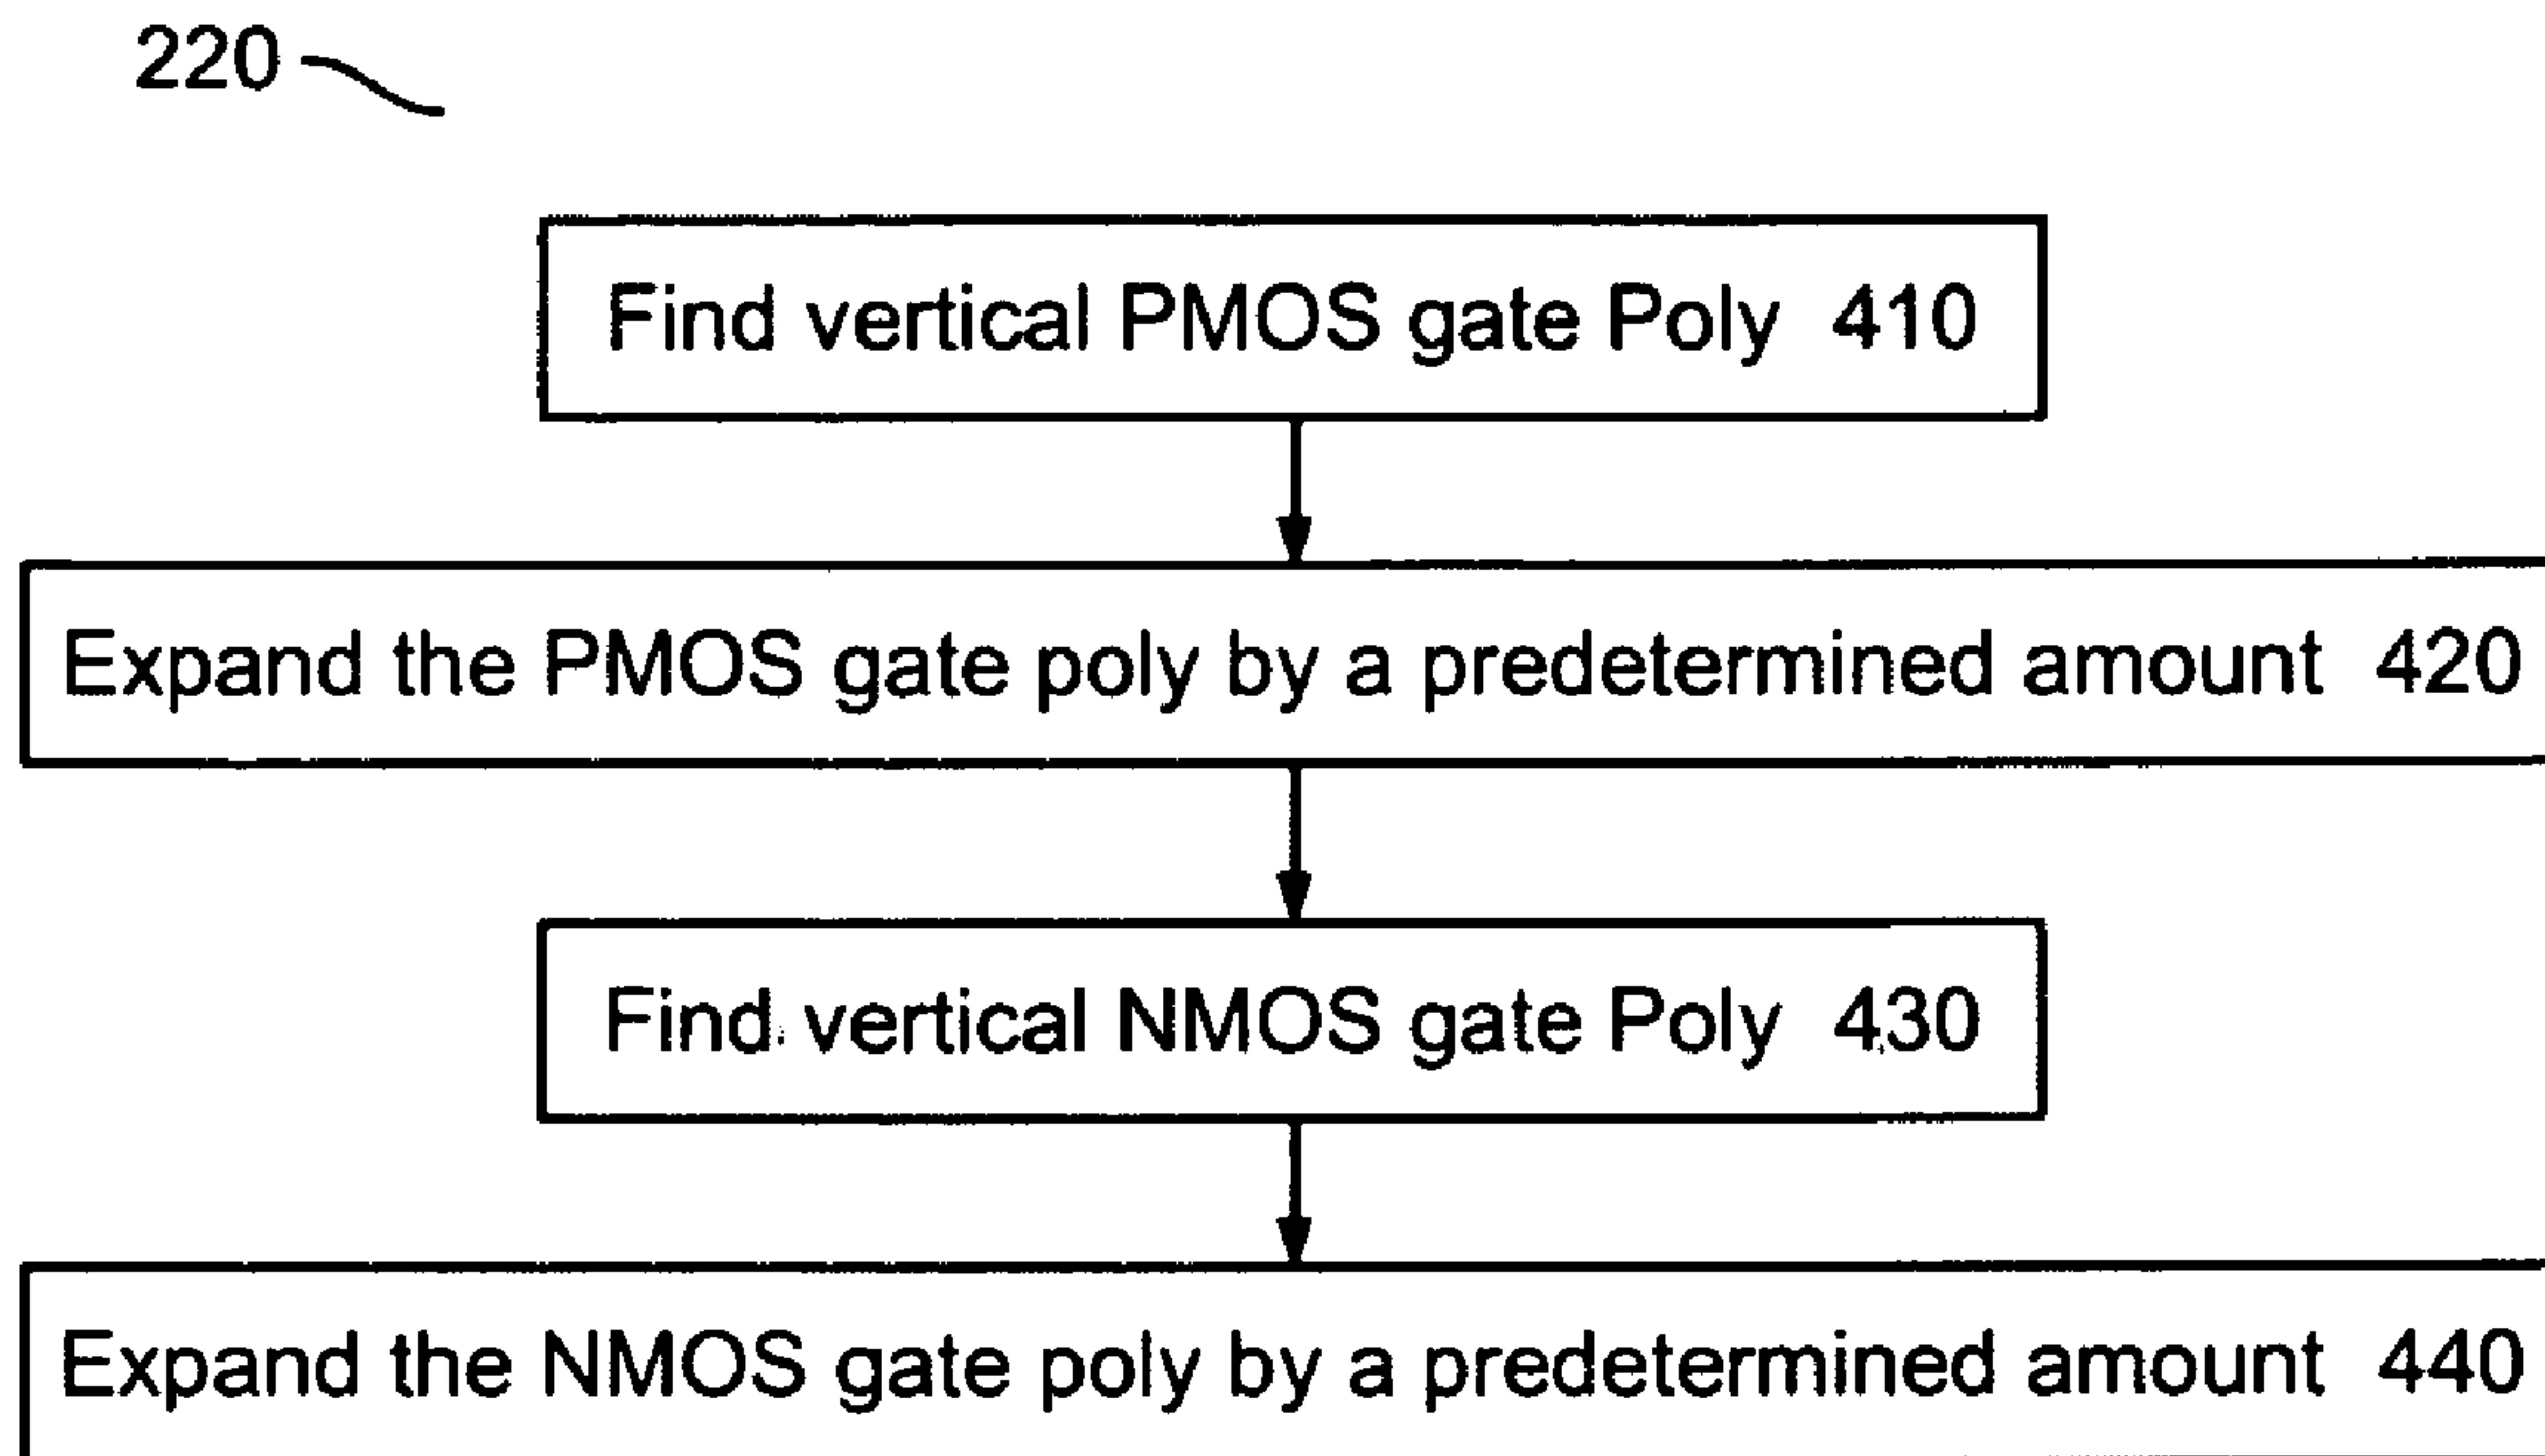 220
Find vertical PMOS gate Poly 410
Expand the PMOS gate poly by a predetermined amount 420
Find vertical NMOS gate Poly 430
Expand the NMOS gate poly by a predetermined amount 440